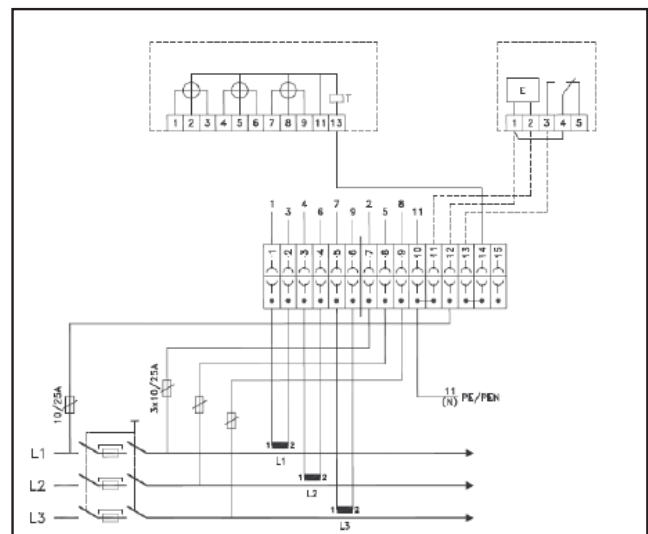 T
E
1 2 3 4 5 6 7 8 9 11 13
1 2 3 4 5
1 3 4 6 7 9 2 5 8 11
1 2 3 4 5 6 7 8 9 10 11 12 13 14 15
10/25A
3x10/25A
11
(N) PE/PEN
L1
1 2
L1
L2
1 2
L2
L3
1 2
L3